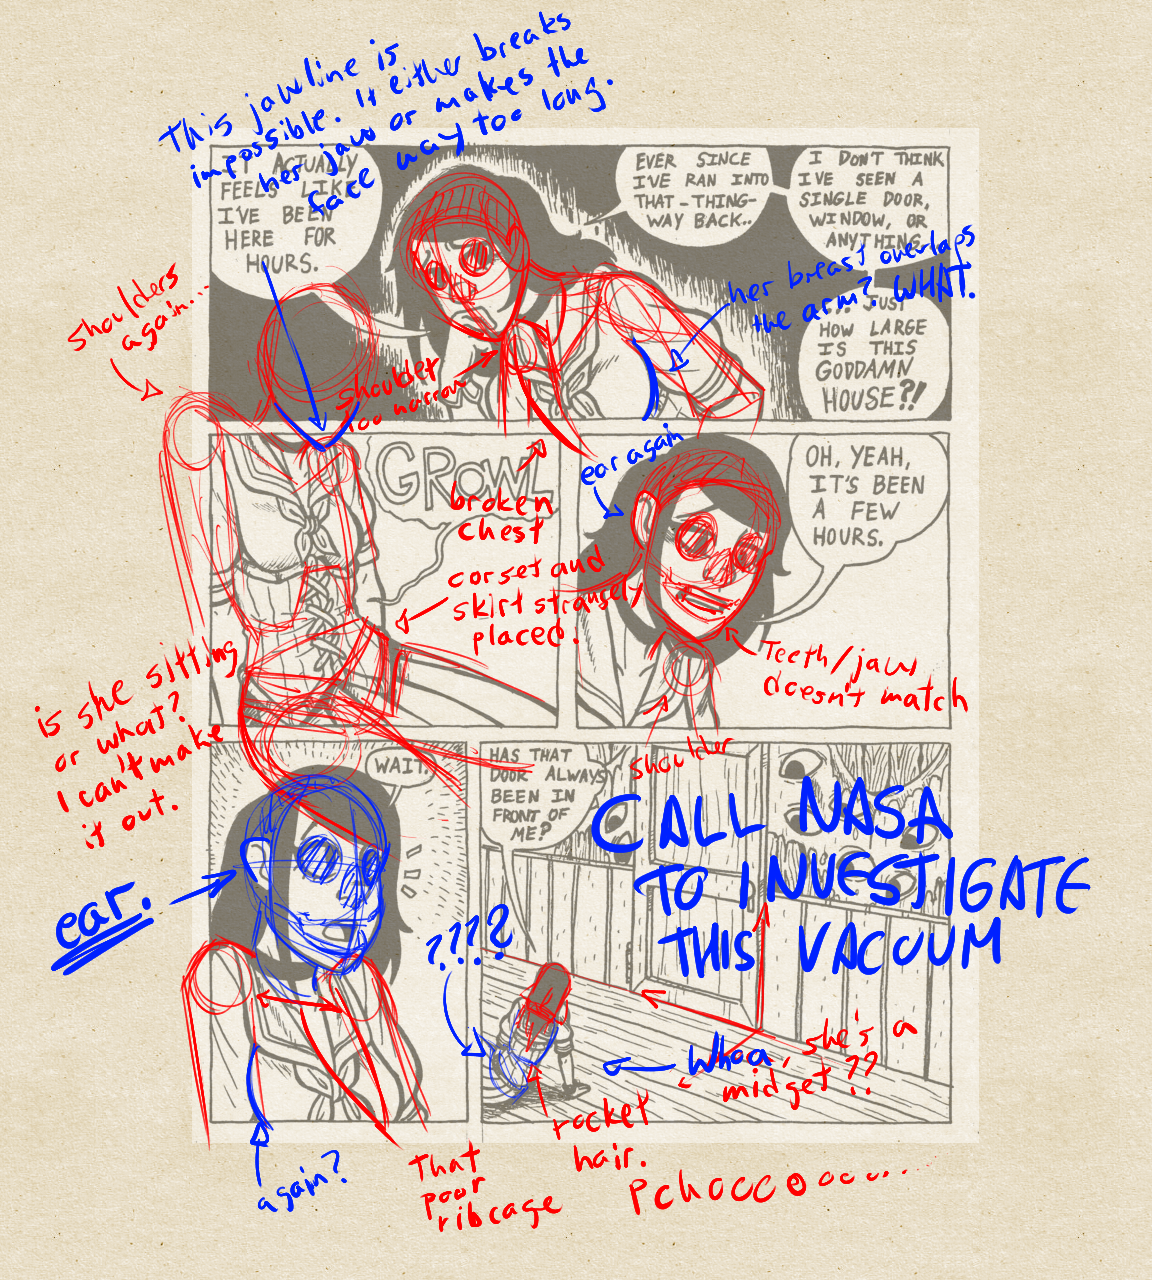 This jawline is
impossible. It either breaks
her jaw or makes the
face way too long.
IT ACTUALLY
FEELS LIKE
I'VE BEEN
HERE FOR
HOURS.
EVER SINCE
I'VE RAN INTO
THAT-THING-
WAY BACK..
I DON'T THINK
I'VE SEEN A
SINGLE DOOR,
WINDOW, OR
ANYTHING.
her breast overlaps
the arm? WHAT.
JUST
HOW LARGE
IS THIS
GODDAMN
HOUSE?!
shoulders
again...
shoulder
too narrow
GROWL
broken
chest
corset and
skirt strangely
placed.
ear again
OH, YEAH,
IT'S BEEN
A FEW
HOURS.
Teeth/jaw
doesn't match
shoulder
is she sitting
or what?
I can't make
it out.
WAIT.
ear.
again?
That
poor
ribcage
HAS THAT
DOOR ALWAYS
BEEN IN
FRONT OF
ME?
CALL NASA
TO INVESTIGATE
THIS VACUUM
????
Whoa, she's a
midget??
rocket
hair.
Pchooooooo...